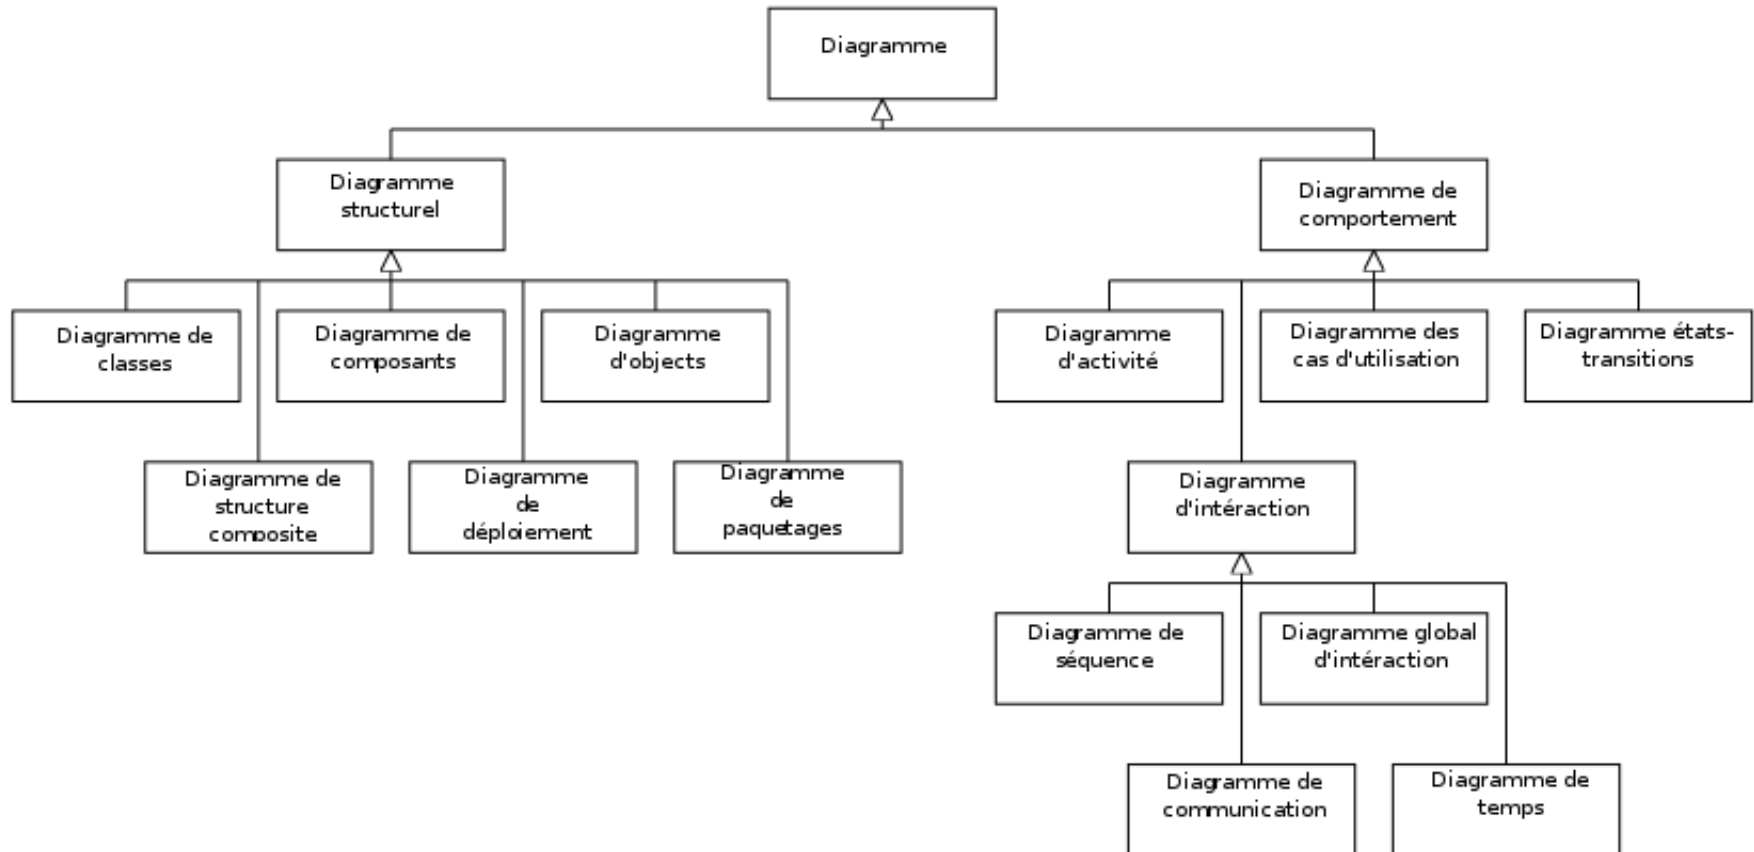 Diagramme
Diagramme
structurel
Diagramme de
comportement
Diagramme de
classes
Diagramme de
composants
Diagramme
d'objects
Diagramme
d'activité
Diagramme des
cas d'utilisation
Diagramme états-
transitions
Diagramme de
structure
composite
Diagramme
de
déploiement
Diagramme
de
paquetages
Diagramme
d'intéraction
Diagramme de
séquence
Diagramme global
d'intéraction
Diagramme de
communication
Diagramme de
temps